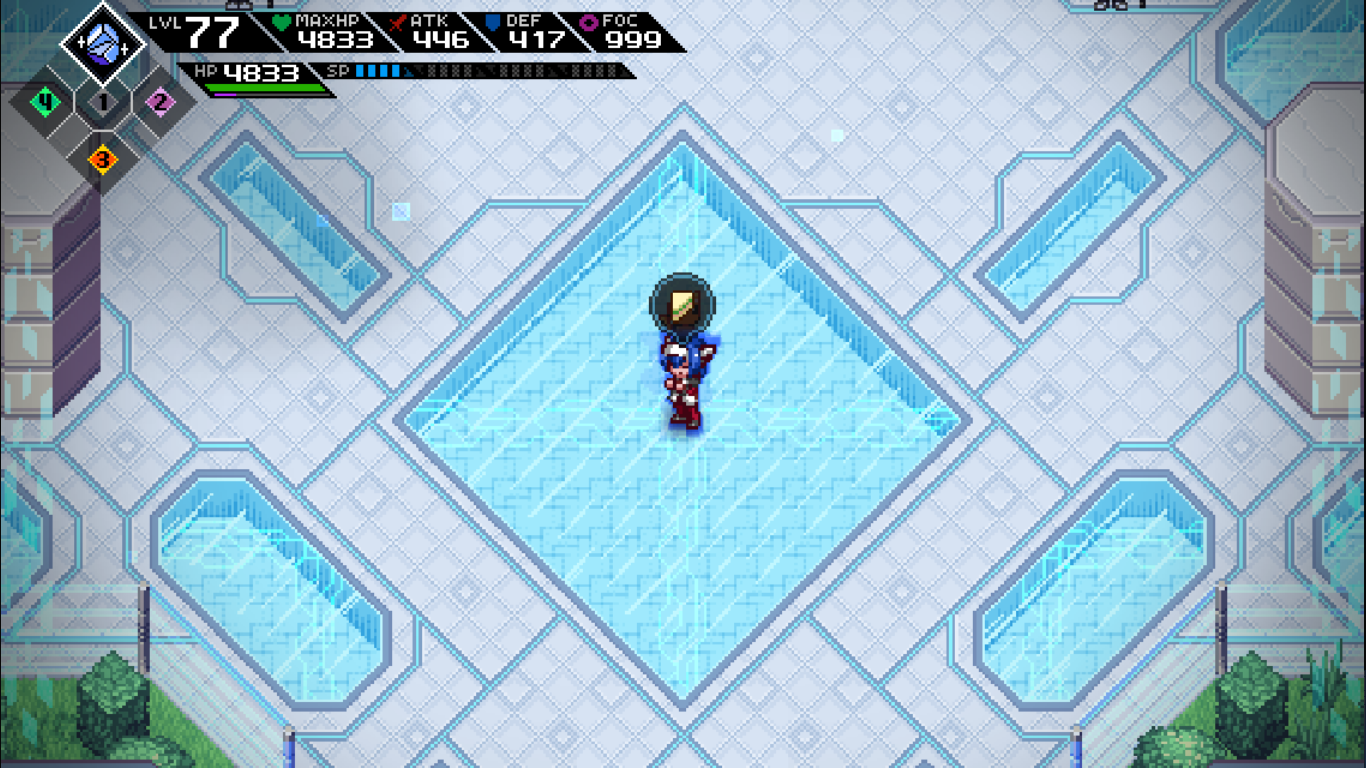 LVL 77 MAXHP 4833 ATK 446 DEF 417 FOC 999
HP 4833 SP
4 1 2
3